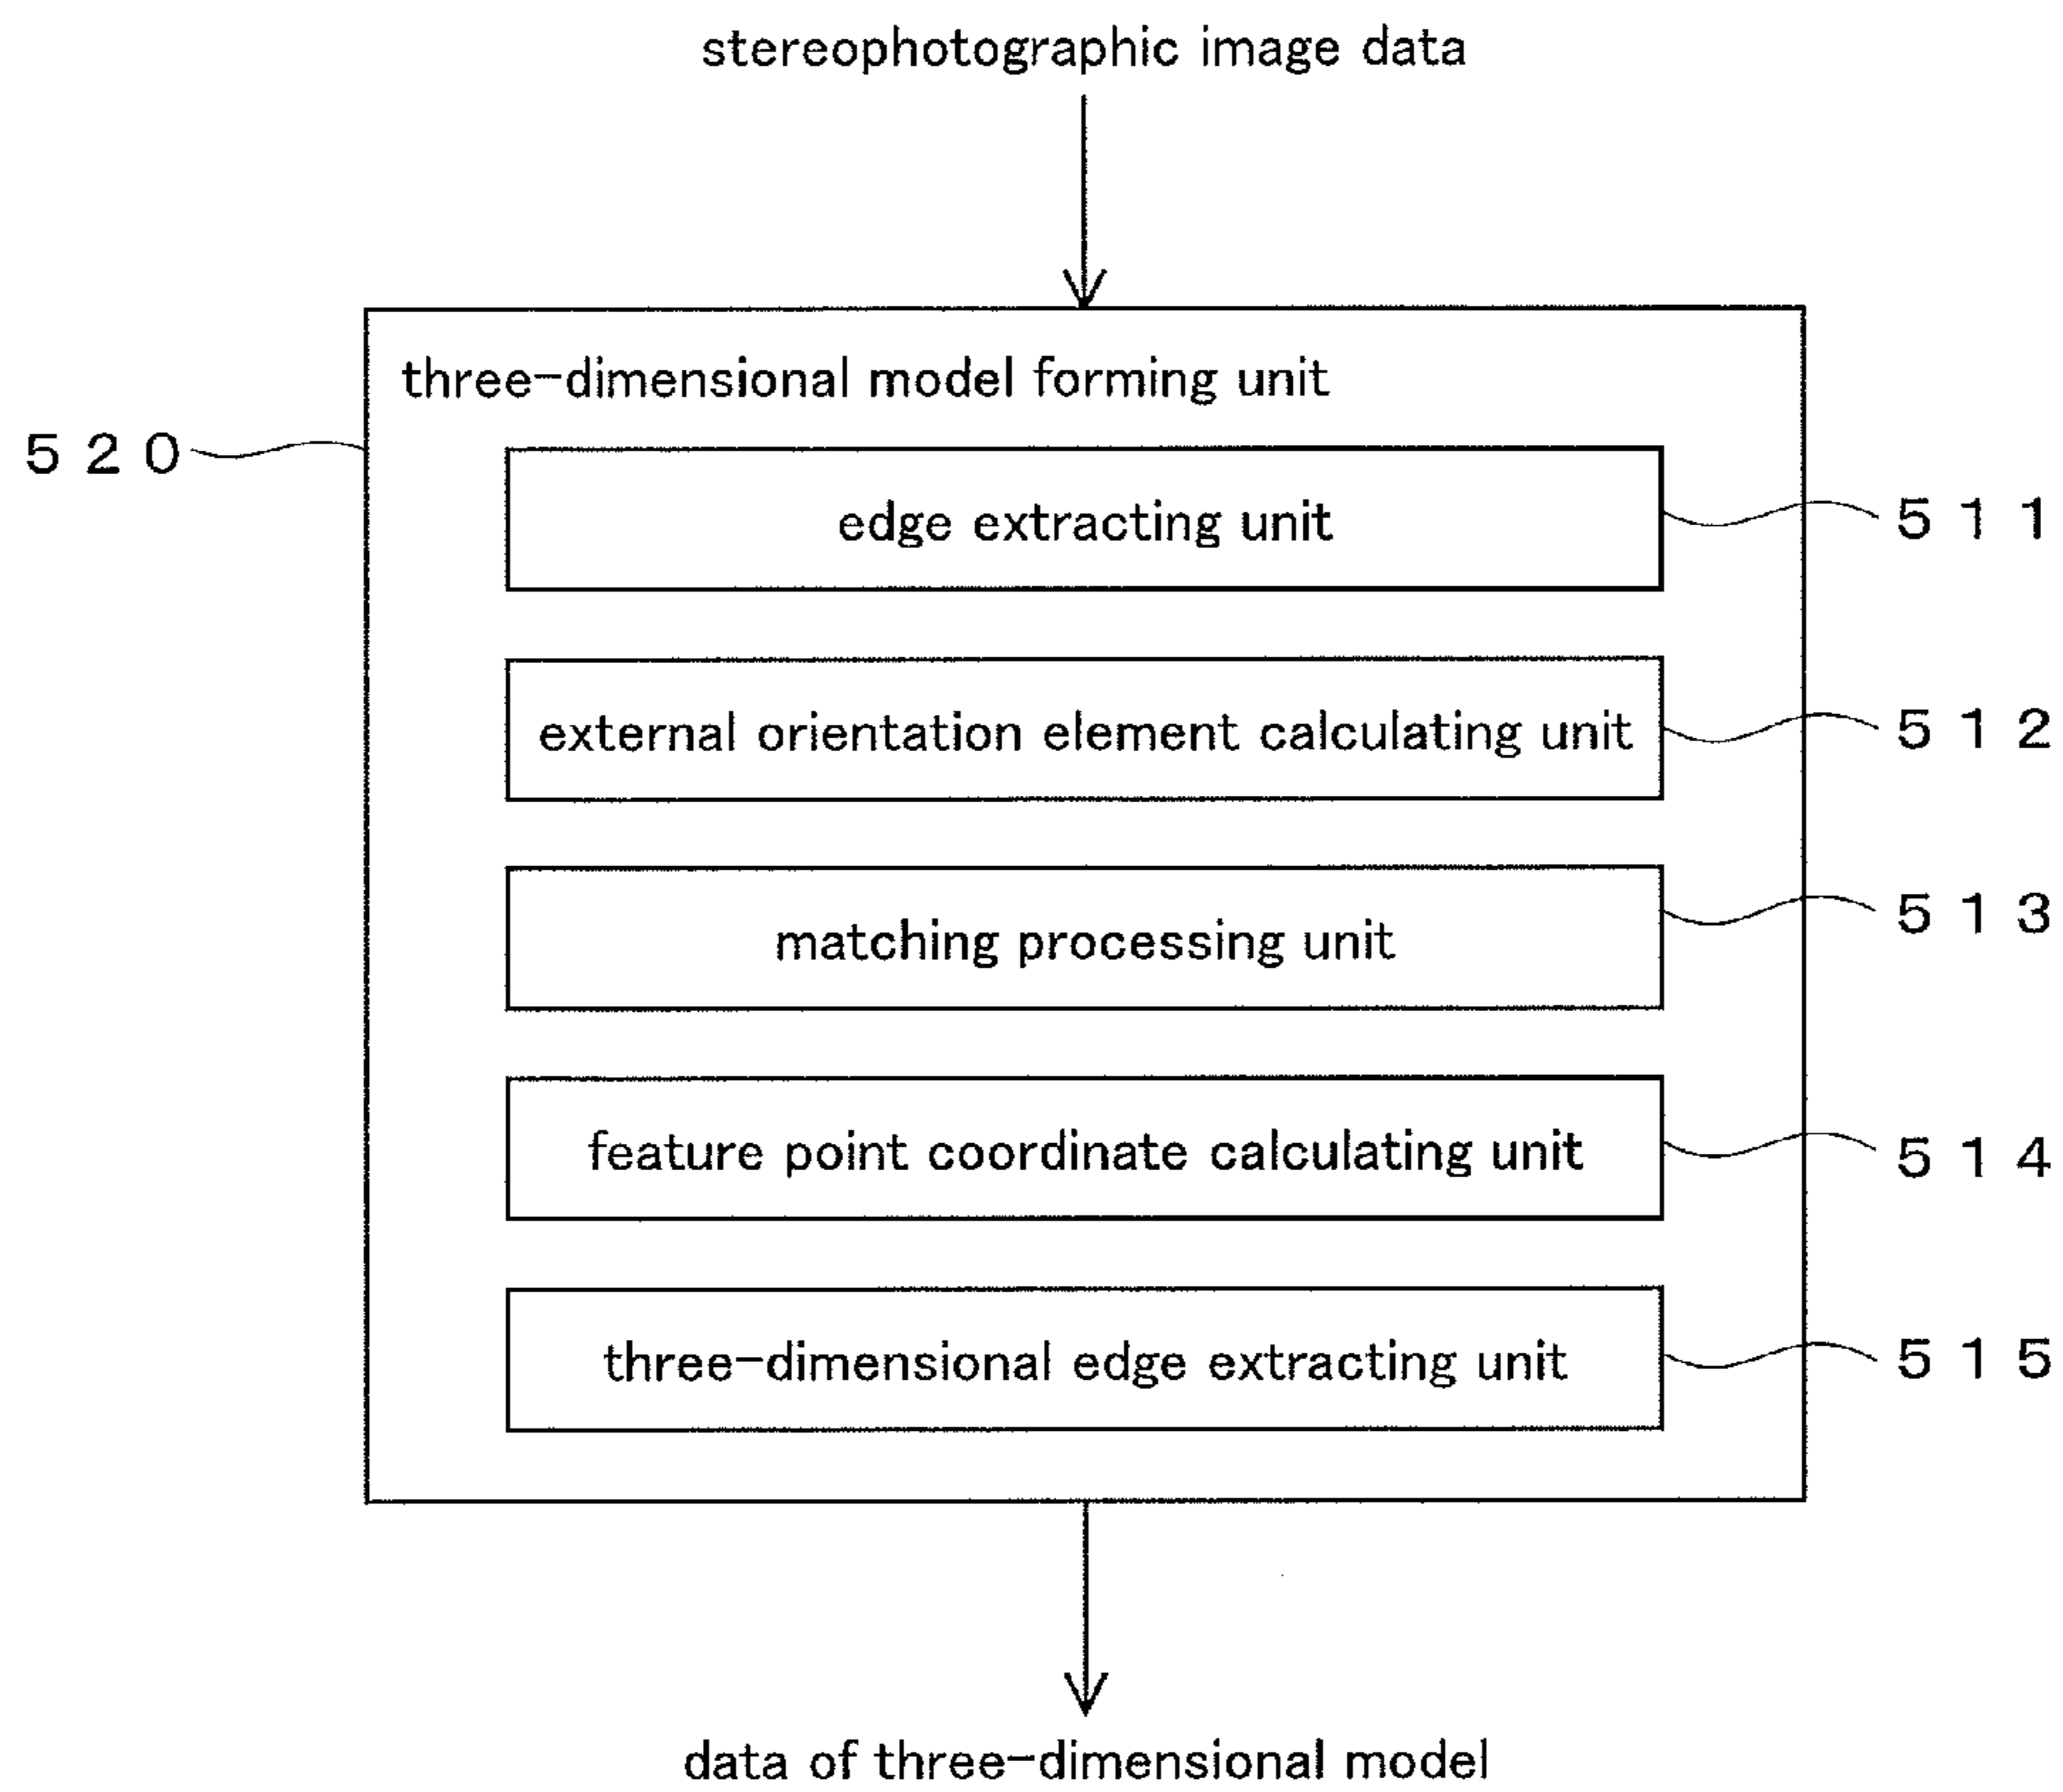 stereophotographic image data
three-dimensional model forming unit
520
edge extracting unit
511
external orientation element calculating unit
512
matching processing unit
513
feature point coordinate calculating unit
514
three-dimensional edge extracting unit
515
data of three-dimensional model